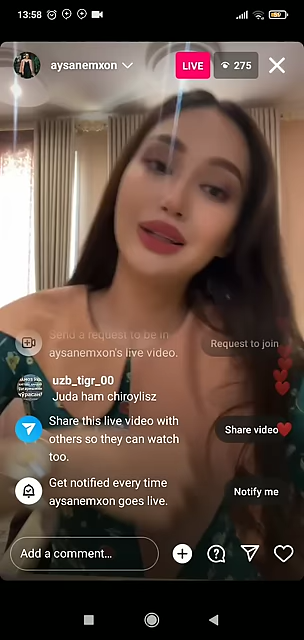 13:58
aysanemxon
LIVE
275
Send a request to be in
aysanemxon's live video.
Request to join
uzb_tigr_00
Juda ham chiroylisz
Share this live video with
others so they can watch
too.
Share video
Get notified every time
aysanemxon goes live.
Notify me
Add a comment...